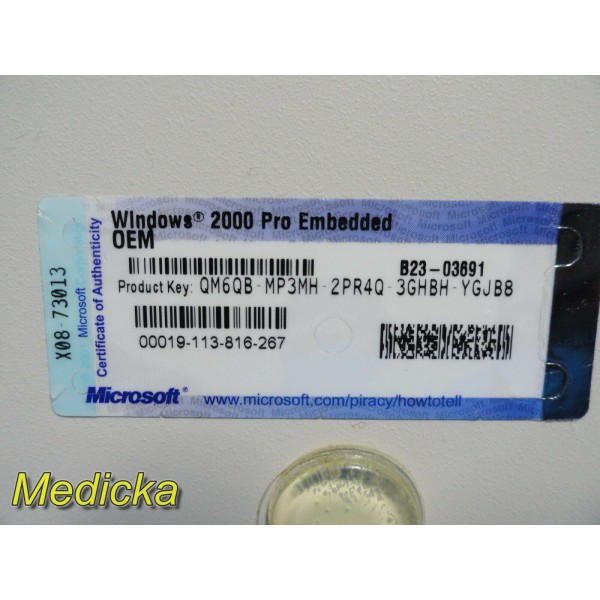 Windows® 2000 Pro Embedded
OEM
B23-03691
Product Key: QM6QB-MP3MH-2PR4Q-3GHBH-YGJB8
00019-113-816-267
Microsoft®
www.microsoft.com/piracy/howtotell
X08-73013
Microsoft
Certificate of Authenticity
Medicka